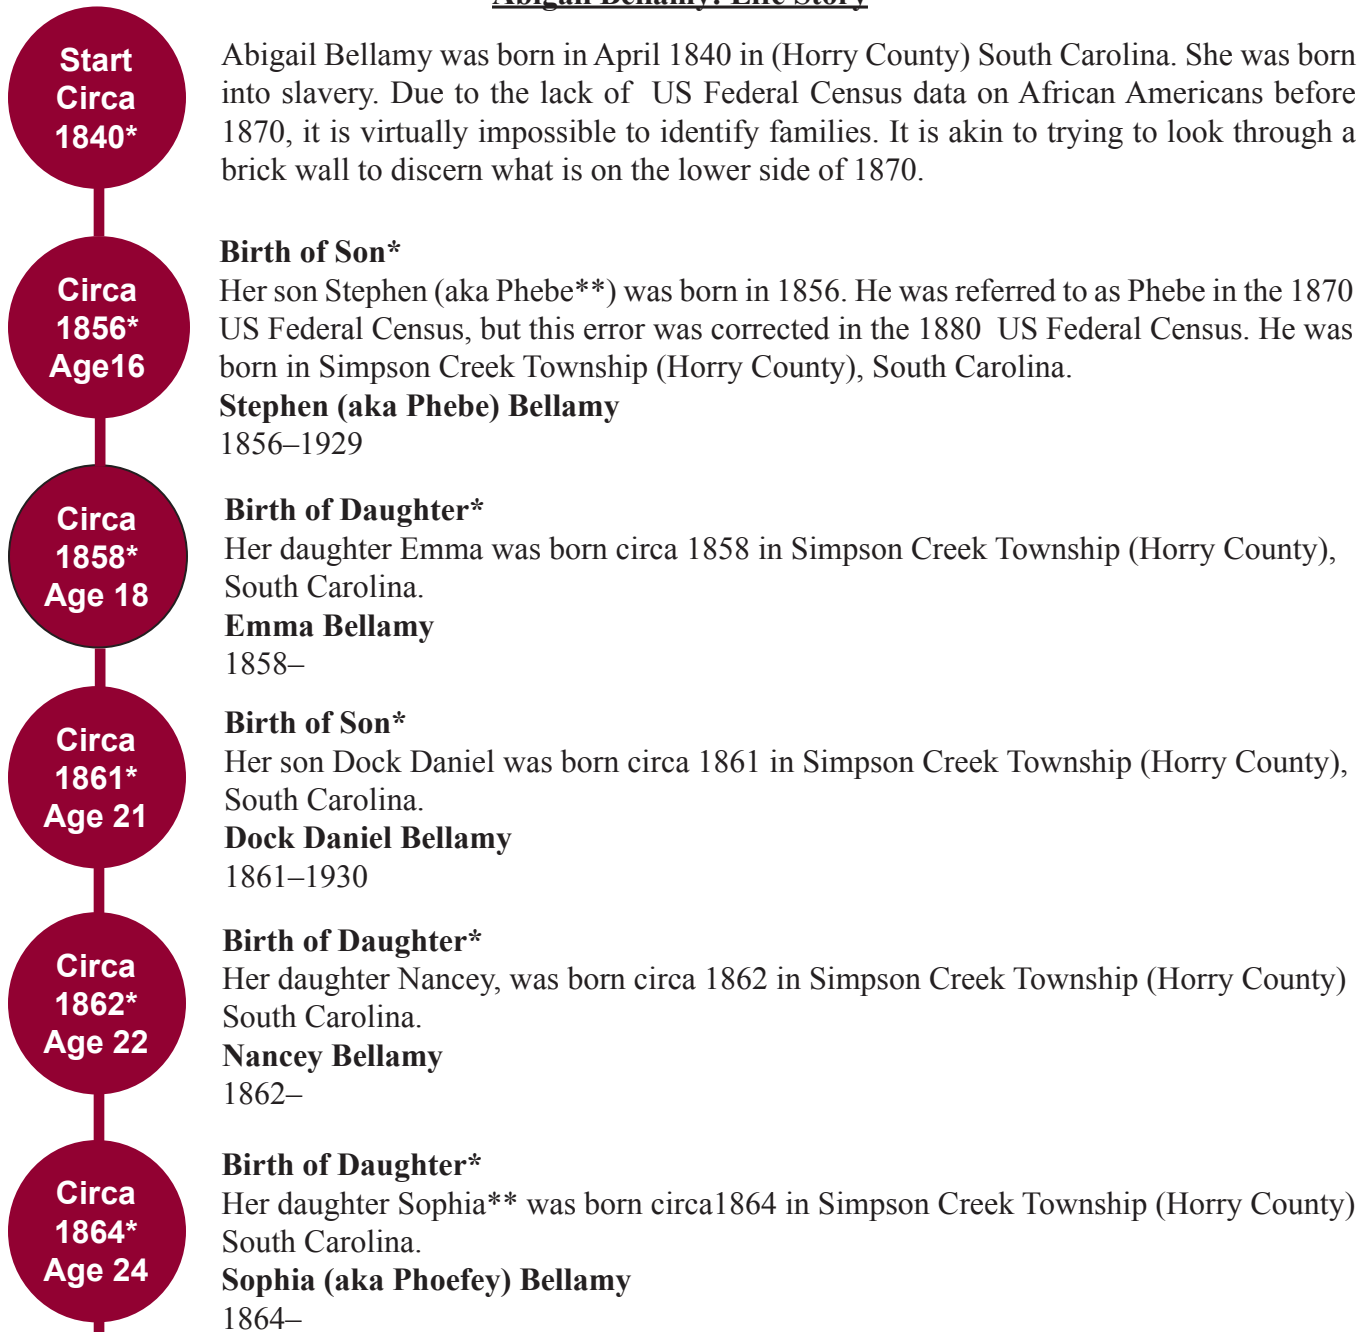 Abigail Bellamy: Life Story
Start
Circa
1840*
Abigail Bellamy was born in April 1840 in (Horry County) South Carolina. She was born
into slavery. Due to the lack of US Federal Census data on African Americans before
1870, it is virtually impossible to identify families. It is akin to trying to look through a
brick wall to discern what is on the lower side of 1870.
Circa
1856*
Age16
Birth of Son*
Her son Stephen (aka Phebe**) was born in 1856. He was referred to as Phebe in the 1870
US Federal Census, but this error was corrected in the 1880 US Federal Census. He was
born in Simpson Creek Township (Horry County), South Carolina.
Stephen (aka Phebe) Bellamy
1856–1929
Circa
1858*
Age 18
Birth of Daughter*
Her daughter Emma was born circa 1858 in Simpson Creek Township (Horry County),
South Carolina.
Emma Bellamy
1858–
Circa
1861*
Age 21
Birth of Son*
Her son Dock Daniel was born circa 1861 in Simpson Creek Township (Horry County),
South Carolina.
Dock Daniel Bellamy
1861–1930
Circa
1862*
Age 22
Birth of Daughter*
Her daughter Nancey, was born circa 1862 in Simpson Creek Township (Horry County)
South Carolina.
Nancey Bellamy
1862–
Circa
1864*
Age 24
Birth of Daughter*
Her daughter Sophia** was born circa1864 in Simpson Creek Township (Horry County)
South Carolina.
Sophia (aka Phoefey) Bellamy
1864–